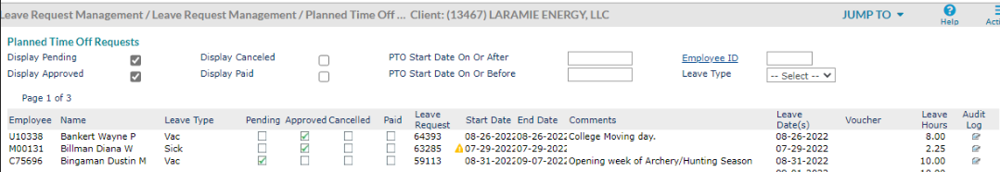 Leave Request Management / Leave Request Management / Planned Time Off ... Client: (13467) LARAMIE ENERGY, LLC JUMP TO Help
Planned Time Off Requests
Display Pending Display Canceled PTO Start Date On Or After Employee ID
Display Approved Display Paid PTO Start Date On Or Before Leave Type -- Select --
Page 1 of 3
Employee Name Leave Type Pending Approved Cancelled Paid Leave Request Start Date End Date Comments Leave Date(s) Voucher Leave Hours Audit Log
U10338 Bankert Wayne P Vac 64393 08-26-2022 08-26-2022 College Moving day. 08-26-2022 8.00
M00131 Billman Diana W Sick 63285 07-29-2022 07-29-2022 07-29-2022 2.25
C75696 Bingaman Dustin M Vac 59113 08-31-2022 09-07-2022 Opening week of Archery/Hunting Season 08-31-2022 10.00